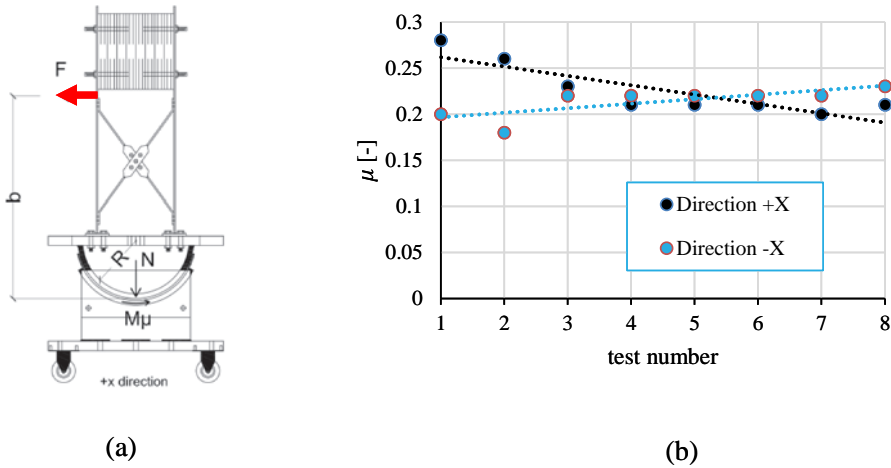 F
b
R
N
Mμ
+x direction
(a)
0.3
0.25
0.2
0.15
0.1
0.05
0
μ [-]
1 2 3 4 5 6 7 8
test number
Direction +X
Direction -X
(b)